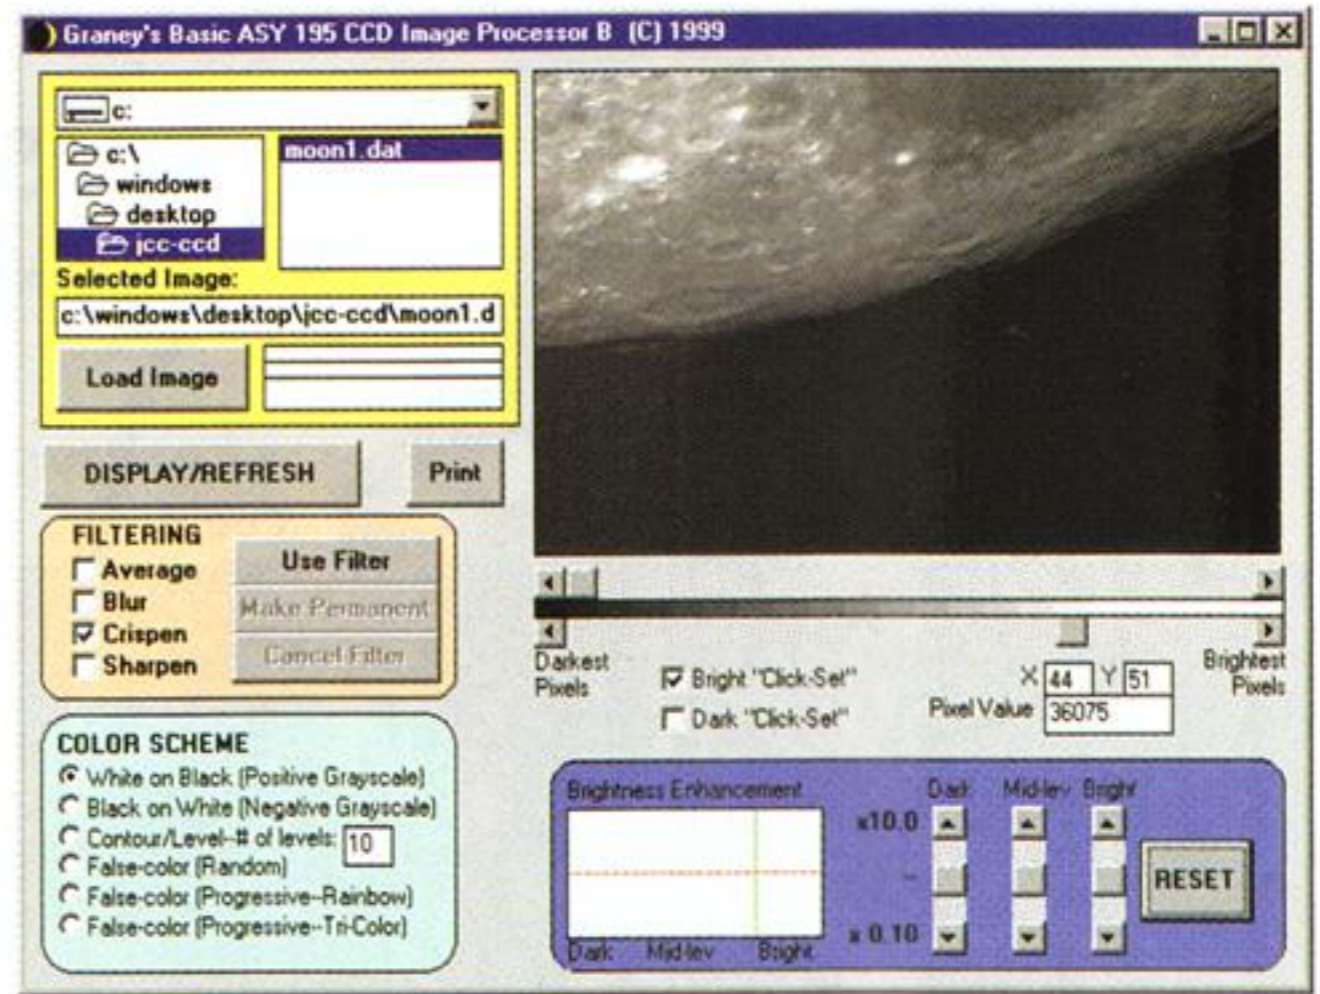 Graney's Basic ASY 195 CCD Image Processor B (C) 1999
c:
c:\
windows
desktop
jcc-ccd
moon1.dat
Selected Image:
c:\windows\desktop\jcc-ccd\moon1.d
Load Image
DISPLAY/REFRESH
Print
FILTERING
Average
Blur
Crispen
Sharpen
Use Filter
Make Permanent
Cancel Filter
COLOR SCHEME
White on Black (Positive Grayscale)
Black on White (Negative Grayscale)
Contour/Level--# of levels: 10
False-color (Random)
False-color (Progressive--Rainbow)
False-color (Progressive--Tri-Color)
Darkest
Pixels
Bright "Click-Set"
Dark "Click-Set"
X 44 Y 51
Pixel Value 36075
Brightest
Pixels
Brightness Enhancement
Dark Mid-lev Bright
x10.0
--
x 0.10
Dark Mid-lev Bright
RESET